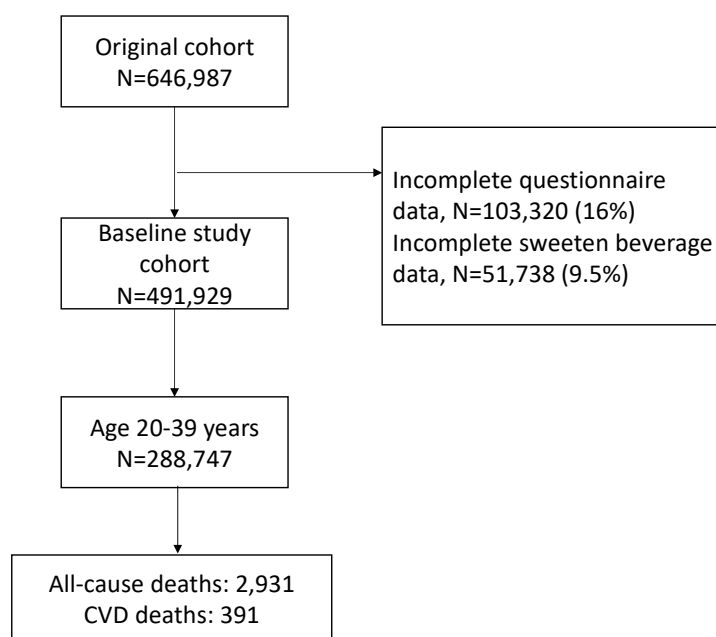 Original cohort
N=646,987
Incomplete questionnaire
data, N=103,320 (16%)
Incomplete sweeten beverage
data, N=51,738 (9.5%)
Baseline study
cohort
N=491,929
Age 20-39 years
N=288,747
All-cause deaths: 2,931
CVD deaths: 391